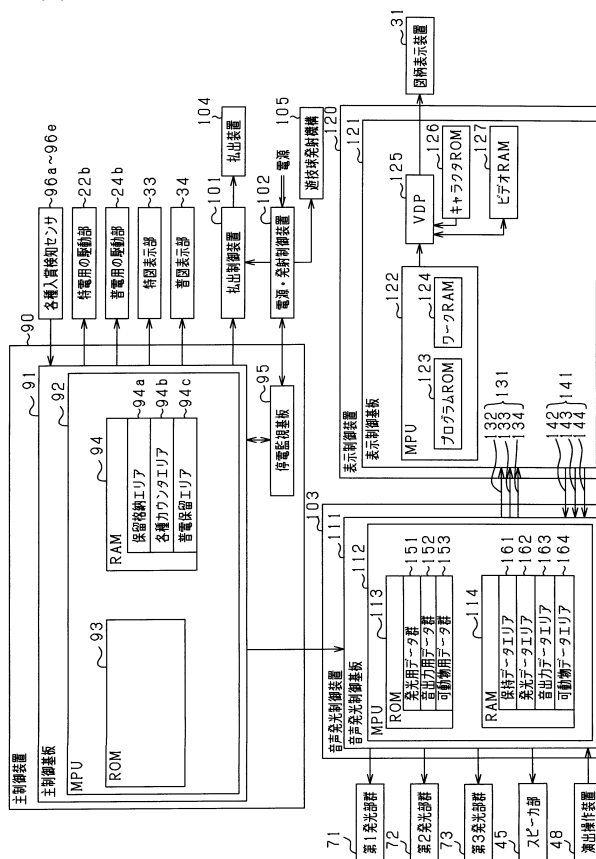 主制御装置
90
主制御基板
91
MPU
92
ROM
93
RAM
94
保留格納エリア
94a
各種カウンタエリア
94b
普電保留エリア
94c
停電監視基板
95
各種入賞検知センサ
96a~96e
特電用の駆動部
22b
普電用の駆動部
24b
特図表示部
33
普図表示部
34
払出制御装置
101
払出装置
104
電源・発射制御装置
102
電源
遊技球発射機構
105
音声発光制御装置
103
音声発光制御基板
111
MPU
112
ROM
113
発光用データ群
151
音出力用データ群
152
可動物用データ群
153
RAM
114
保持データエリア
161
発光データエリア
162
音出力データエリア
163
可動物データエリア
164
71
第1発光部群
72
第2発光部群
73
第3発光部群
45
スピーカ部
48
演出操作装置
132
133
134
131
142
143
144
141
表示制御装置
120
表示制御基板
121
MPU
122
プログラムROM
123
ワークRAM
124
VDP
125
キャラクタROM
126
ビデオRAM
127
図柄表示装置
31